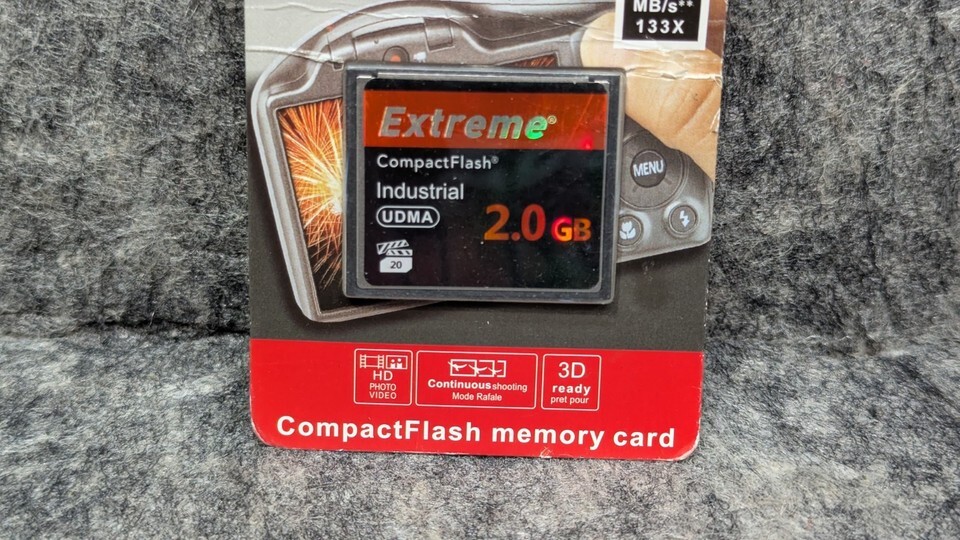 MB/s**
133X
Extreme®
CompactFlash®
Industrial
UDMA
2.0 GB
20
MENU
HD
PHOTO
VIDEO
Continuous shooting
Mode Rafale
3D
ready
pret pour
CompactFlash memory card